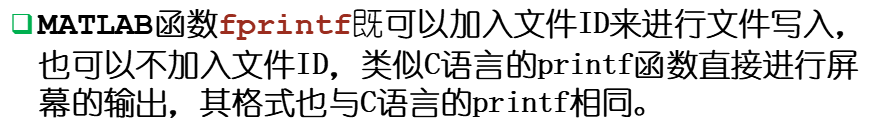 MATLAB函数fprintf既可以加入文件ID来进行文件写入，
也可以不加入文件ID，类似C语言的printf函数直接进行屏
幕的输出，其格式也与C语言的printf相同。